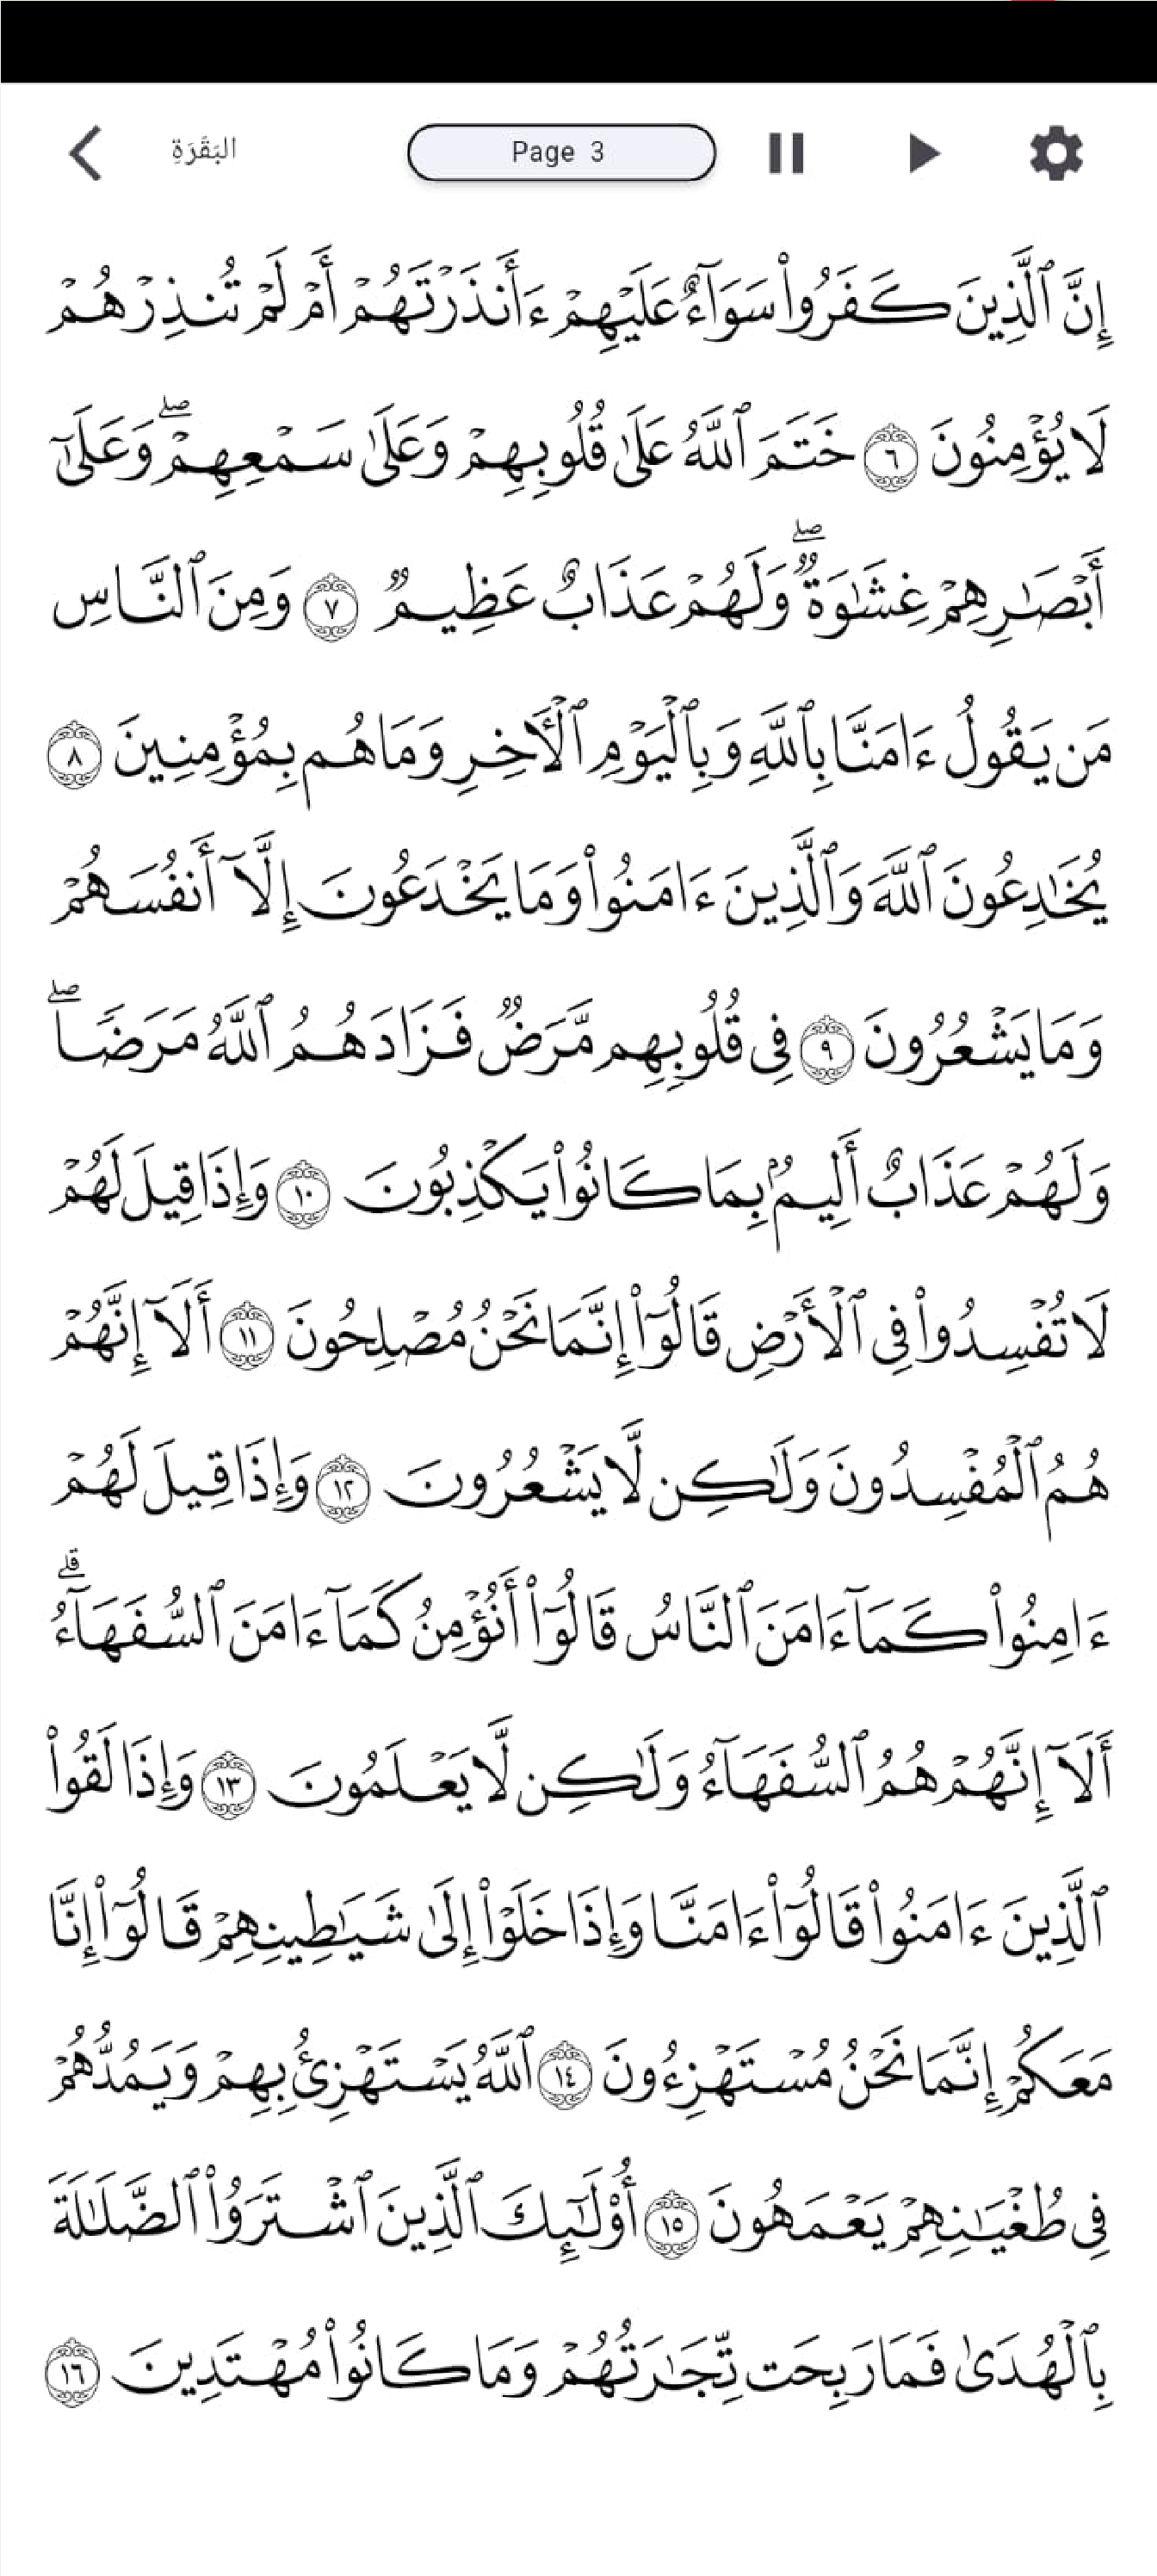 البَقَرَةِ Page 3
إِنَّ ٱلَّذِينَ كَفَرُواْ سَوَآءٌ عَلَيْهِمْ ءَأَنذَرْتَهُمْ أَمْ لَمْ تُنذِرْهُمْ
لَا يُؤْمِنُونَ ٦ خَتَمَ ٱللَّهُ عَلَىٰ قُلُوبِهِمْ وَعَلَىٰ سَمْعِهِمْۖ وَعَلَىٰٓ
أَبْصَٰرِهِمْ غِشَٰوَةٌۖ وَلَهُمْ عَذَابٌ عَظِيمٌ ٧ وَمِنَ ٱلنَّاسِ
مَن يَقُولُ ءَامَنَّا بِٱللَّهِ وَبِٱلْيَوْمِ ٱلْأَخِرِ وَمَا هُم بِمُؤْمِنِينَ ٨
يُخَٰدِعُونَ ٱللَّهَ وَٱلَّذِينَ ءَامَنُواْ وَمَا يَخْدَعُونَ إِلَّآ أَنفُسَهُمْ
وَمَا يَشْعُرُونَ ٩ فِى قُلُوبِهِم مَّرَضٌ فَزَادَهُمُ ٱللَّهُ مَرَضًاۖ
وَلَهُمْ عَذَابٌ أَلِيمُۢ بِمَا كَانُواْ يَكْذِبُونَ ١٠ وَإِذَا قِيلَ لَهُمْ
لَا تُفْسِدُواْ فِى ٱلْأَرْضِ قَالُوٓاْ إِنَّمَا نَحْنُ مُصْلِحُونَ ١١ أَلَآ إِنَّهُمْ
هُمُ ٱلْمُفْسِدُونَ وَلَٰكِن لَّا يَشْعُرُونَ ١٢ وَإِذَا قِيلَ لَهُمْ
ءَامِنُواْ كَمَآ ءَامَنَ ٱلنَّاسُ قَالُوٓاْ أَنُؤْمِنُ كَمَآ ءَامَنَ ٱلسُّفَهَآءُۗ
أَلَآ إِنَّهُمْ هُمُ ٱلسُّفَهَآءُ وَلَٰكِن لَّا يَعْلَمُونَ ١٣ وَإِذَا لَقُواْ
ٱلَّذِينَ ءَامَنُواْ قَالُوٓاْ ءَامَنَّا وَإِذَا خَلَوْاْ إِلَىٰ شَيَٰطِينِهِمْ قَالُوٓاْ إِنَّا
مَعَكُمْ إِنَّمَا نَحْنُ مُسْتَهْزِءُونَ ١٤ ٱللَّهُ يَسْتَهْزِئُ بِهِمْ وَيَمُدُّهُمْ
فِى طُغْيَٰنِهِمْ يَعْمَهُونَ ١٥ أُوْلَٰٓئِكَ ٱلَّذِينَ ٱشْتَرَوُاْ ٱلضَّلَٰلَةَ
بِٱلْهُدَىٰ فَمَا رَبِحَت تِّجَٰرَتُهُمْ وَمَا كَانُواْ مُهْتَدِينَ ١٦